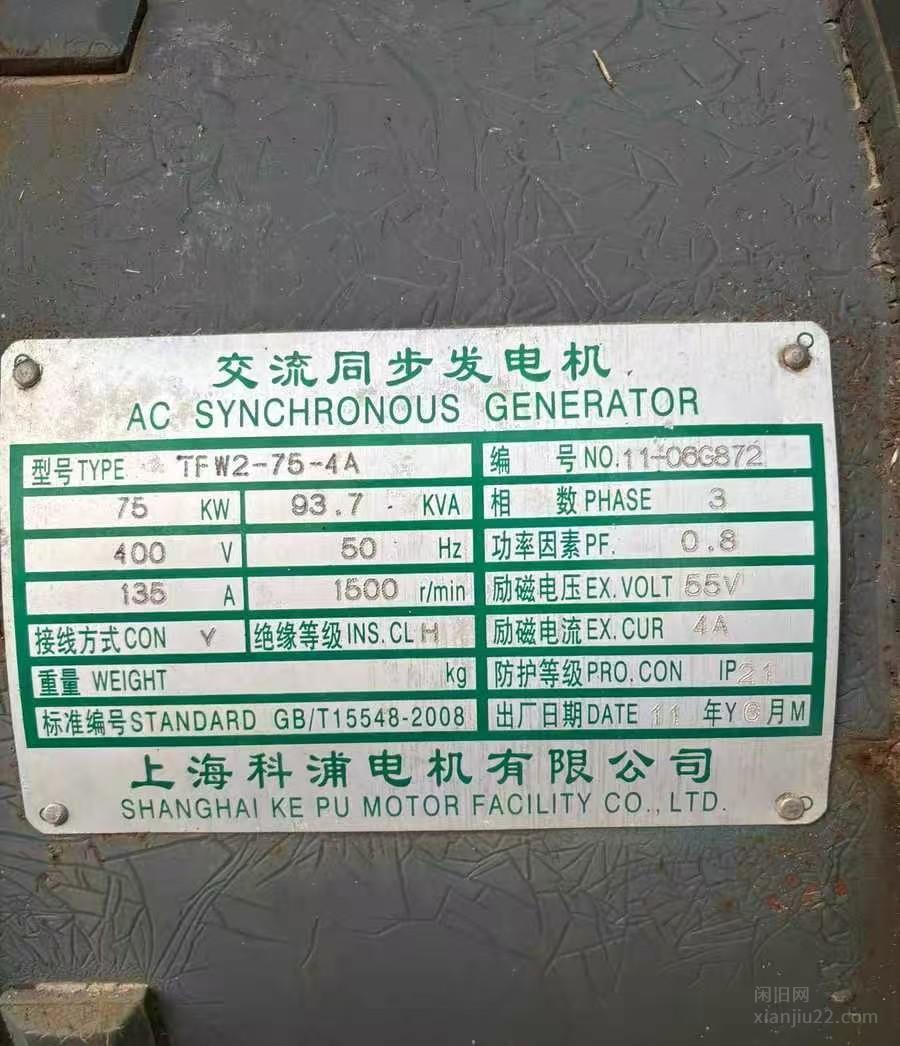 交流同步发电机
AC SYNCHRONOUS GENERATOR
型号TYPE TFW2-75-4A 编 号NO.11-06G872
75 KW 93.7 KVA 相 数PHASE 3
400 V 50 Hz 功率因素PF. 0.8
135 A 1500 r/min 励磁电压EX.VOLT 55V
接线方式CON Y 绝缘等级INS.CL H 励磁电流EX.CUR 4A
重量 WEIGHT kg 防护等级PRO.CON IP21
标准编号STANDARD GB/T15548-2008 出厂日期DATE 11 年Y 6月M
上海科浦电机有限公司
SHANGHAI KE PU MOTOR FACILITY CO.,LTD.
闲旧网
xianjiu22.com